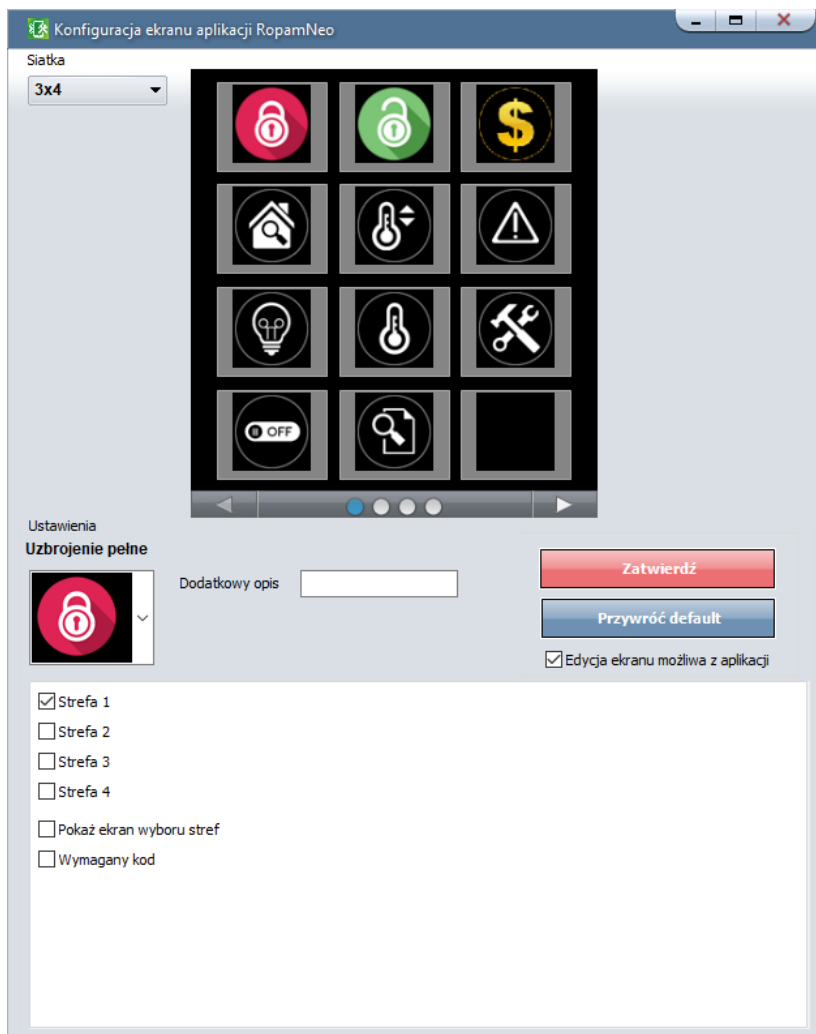 Konfiguracja ekranu aplikacji RopamNeo
Siatka
3x4
$
OFF
Ustawienia
Uzbrojenie pełne
Dodatkowy opis
Zatwierdź
Przywróć default
Edycja ekranu możliwa z aplikacji
Strefa 1
Strefa 2
Strefa 3
Strefa 4
Pokaż ekran wyboru stref
Wymagany kod